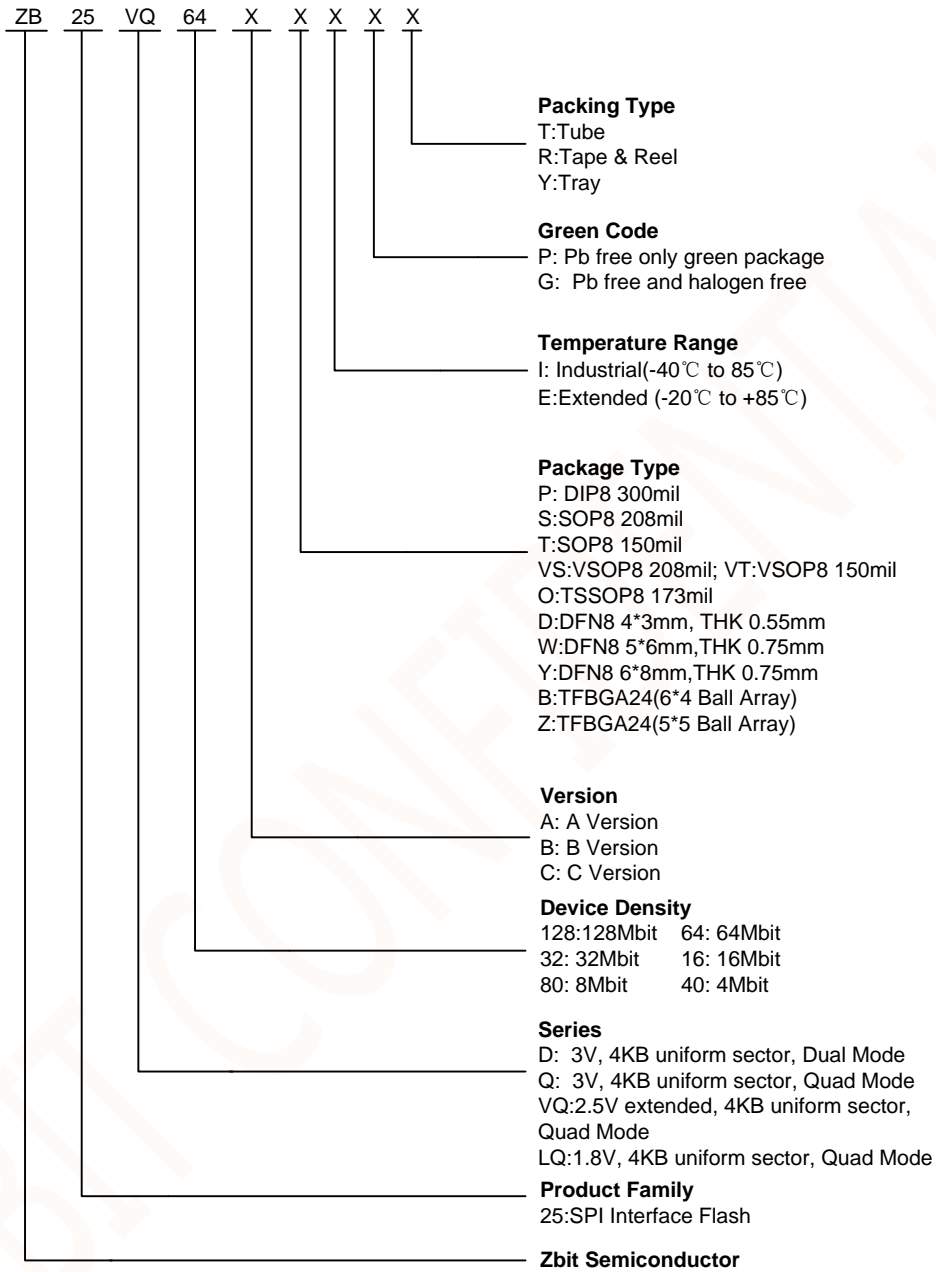 ZB 25 VQ 64 X X X X X
Packing Type
T:Tube
R:Tape & Reel
Y:Tray
Green Code
P: Pb free only green package
G: Pb free and halogen free
Temperature Range
I: Industrial(-40℃ to 85℃)
E:Extended (-20℃ to +85℃)
Package Type
P: DIP8 300mil
S:SOP8 208mil
T:SOP8 150mil
VS:VSOP8 208mil; VT:VSOP8 150mil
O:TSSOP8 173mil
D:DFN8 4*3mm, THK 0.55mm
W:DFN8 5*6mm,THK 0.75mm
Y:DFN8 6*8mm,THK 0.75mm
B:TFBGA24(6*4 Ball Array)
Z:TFBGA24(5*5 Ball Array)
Version
A: A Version
B: B Version
C: C Version
Device Density
128:128Mbit 64: 64Mbit
32: 32Mbit 16: 16Mbit
80: 8Mbit 40: 4Mbit
Series
D: 3V, 4KB uniform sector, Dual Mode
Q: 3V, 4KB uniform sector, Quad Mode
VQ:2.5V extended, 4KB uniform sector,
Quad Mode
LQ:1.8V, 4KB uniform sector, Quad Mode
Product Family
25:SPI Interface Flash
Zbit Semiconductor